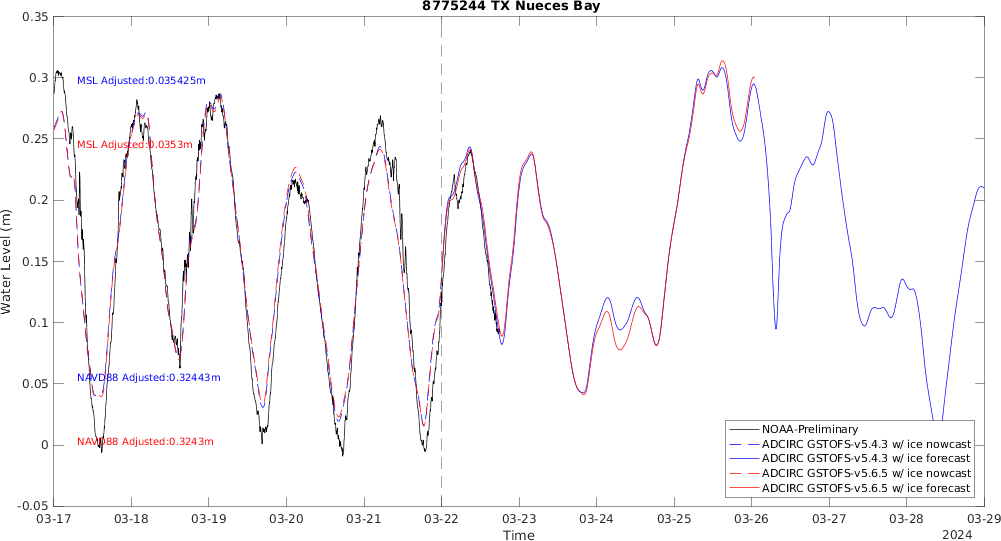 8775244 TX Nueces Bay
0.35
0.3
0.25
0.2
0.15
0.1
0.05
0
-0.05
Water Level (m)
MSL Adjusted:0.035425m
MSL Adjusted:0.0353m
NAVD88 Adjusted:0.32443m
NAVD88 Adjusted:0.3243m
NOAA-Preliminary
ADCIRC GSTOFS-v5.4.3 w/ ice nowcast
ADCIRC GSTOFS-v5.4.3 w/ ice forecast
ADCIRC GSTOFS-v5.6.5 w/ ice nowcast
ADCIRC GSTOFS-v5.6.5 w/ ice forecast
03-17 03-18 03-19 03-20 03-21 03-22 03-23 03-24 03-25 03-26 03-27 03-28 03-29
Time
2024